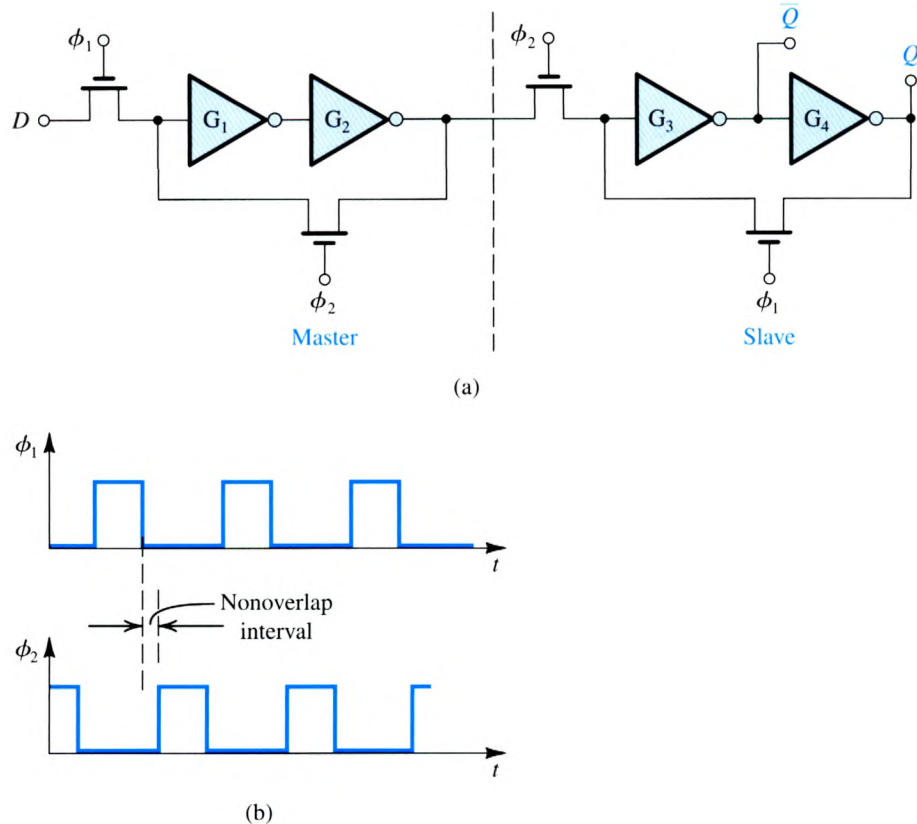 Q̄
ϕ1
ϕ2
Q
D
G1
G2
G3
G4
ϕ2
ϕ1
Master
Slave
(a)
ϕ1
t
Nonoverlap
interval
ϕ2
t
(b)